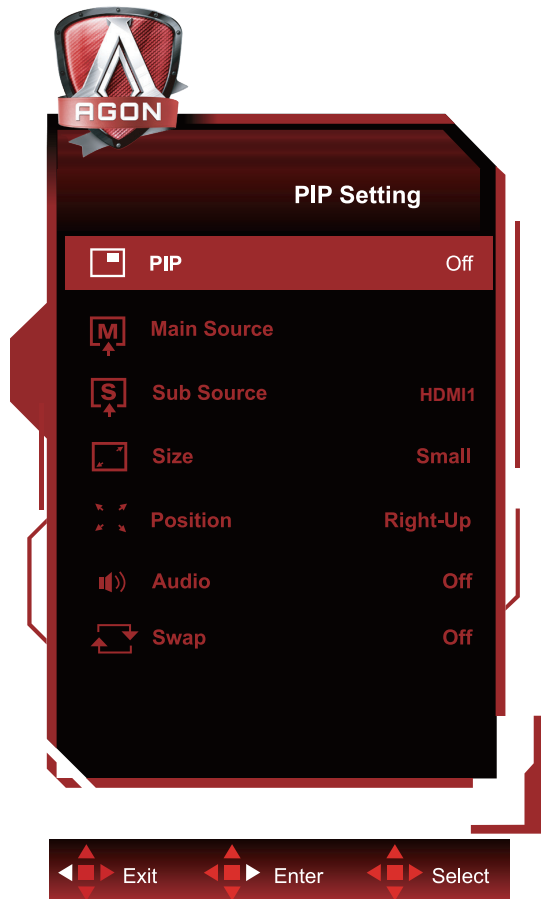 AGON
PIP Setting
PIP Off
M Main Source
S Sub Source HDMI1
Size Small
Position Right-Up
Audio Off
Swap Off
Exit Enter Select